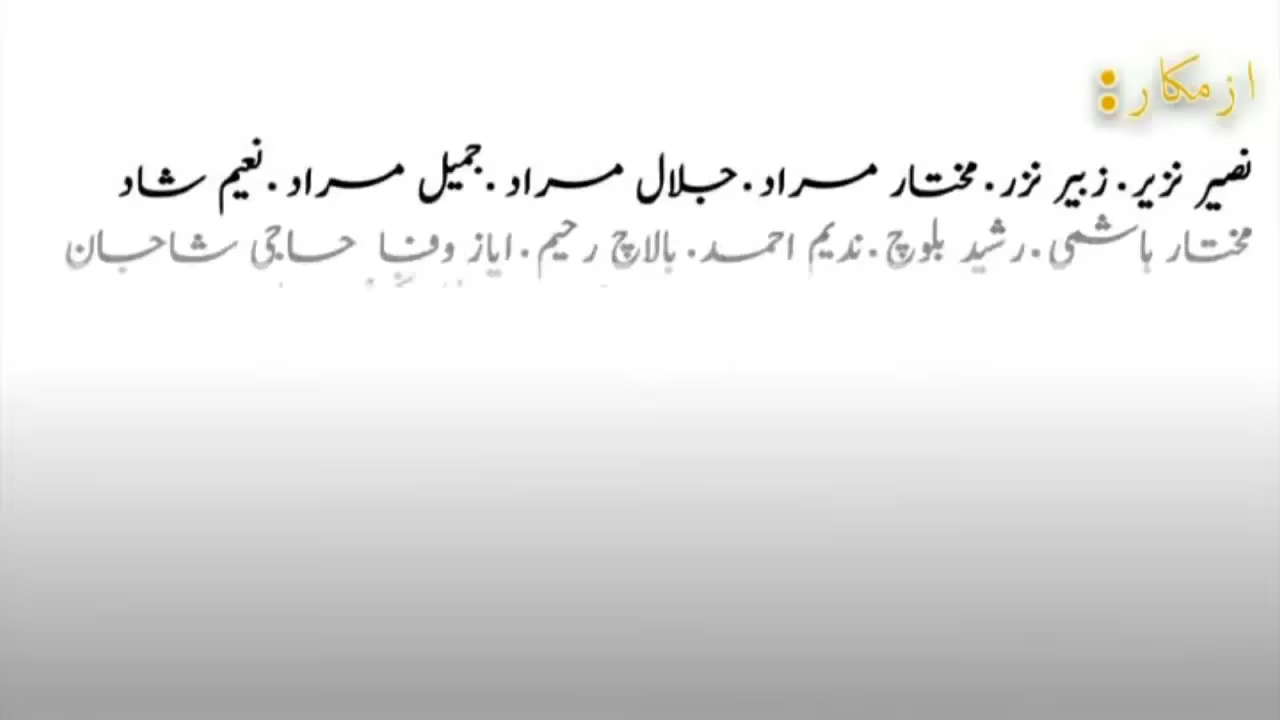 ازمکار:
نصیر نزیر. زبیر نزر. مختار مراد. جلال مراد. جمیل مراد. نعیم شاد
مختار ہاشمی. رشید بلوچ. ندیم احمد. بالاچ رحیم. ایاز وفا حاجی شاجان